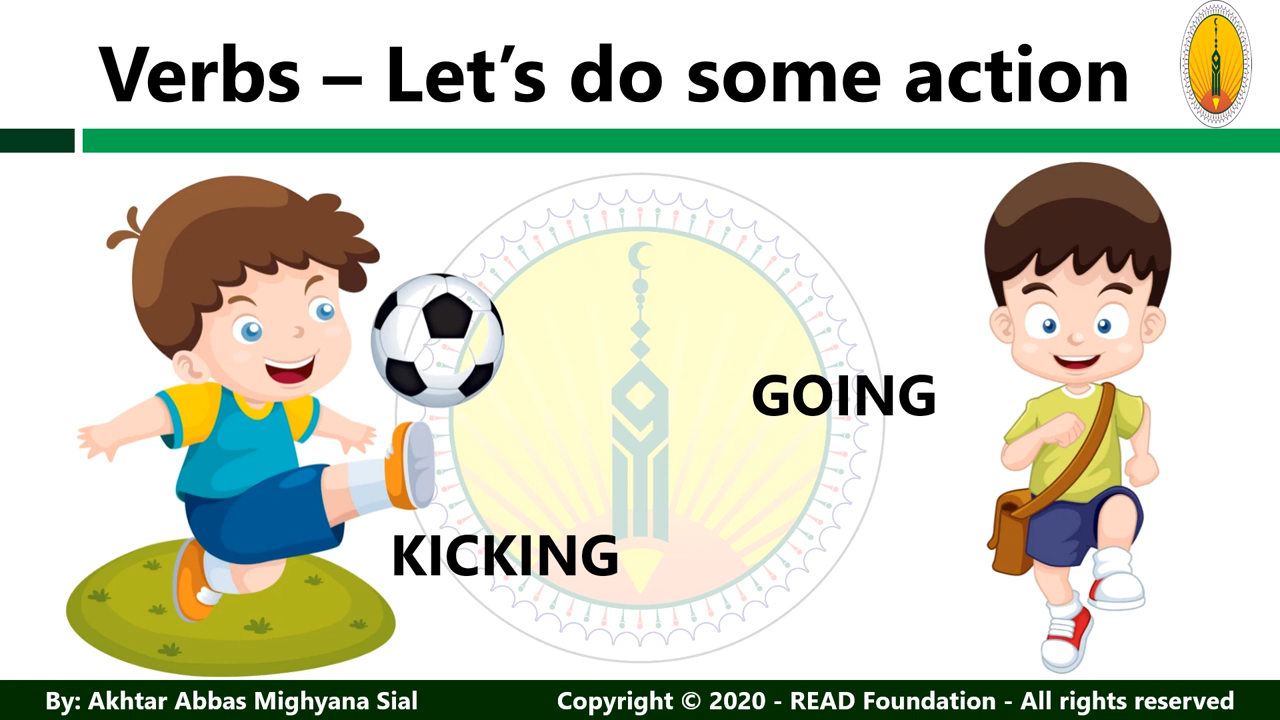 Verbs – Let’s do some action
GOING
KICKING
By: Akhtar Abbas Mighyana Sial
Copyright © 2020 - READ Foundation - All rights reserved